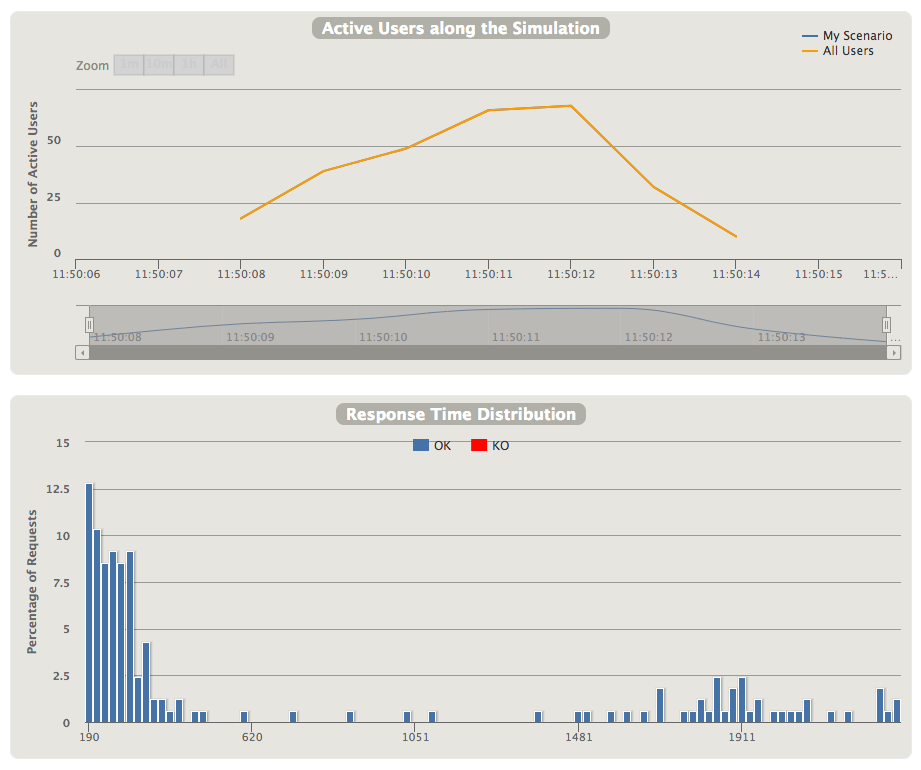 Active Users along the Simulation
My Scenario
All Users
Zoom 1m 10m 1h All
Number of Active Users
50
25
0
11:50:06 11:50:07 11:50:08 11:50:09 11:50:10 11:50:11 11:50:12 11:50:13 11:50:14 11:50:15 11:5...
11:50:08 11:50:09 11:50:10 11:50:11 11:50:12 11:50:13 ...
Response Time Distribution
OK KO
Percentage of Requests
15
12.5
10
7.5
5
2.5
0
190 620 1051 1481 1911